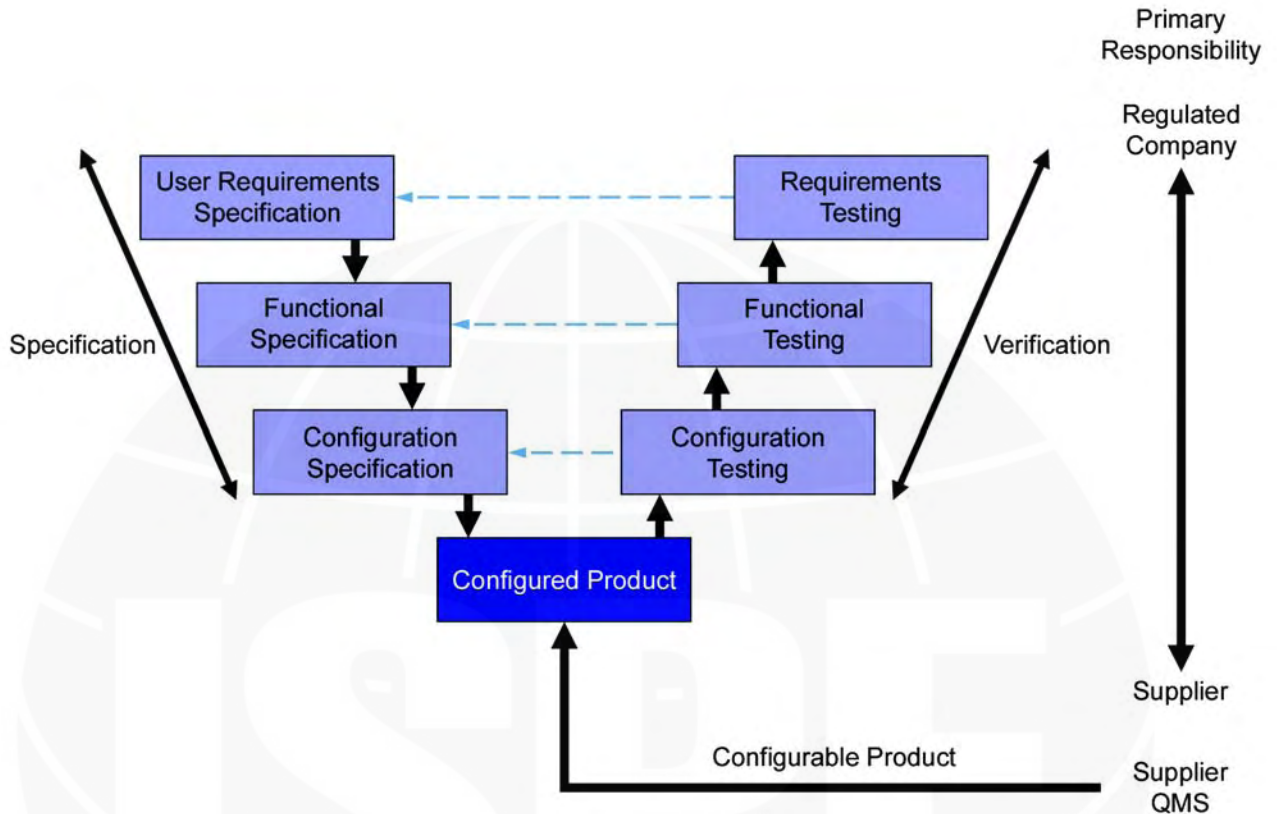 Primary
Responsibility
Regulated
Company
User Requirements
Specification
Requirements
Testing
Functional
Specification
Functional
Testing
Specification
Verification
Configuration
Specification
Configuration
Testing
Configured Product
Supplier
Configurable Product
Supplier
QMS
ISPE